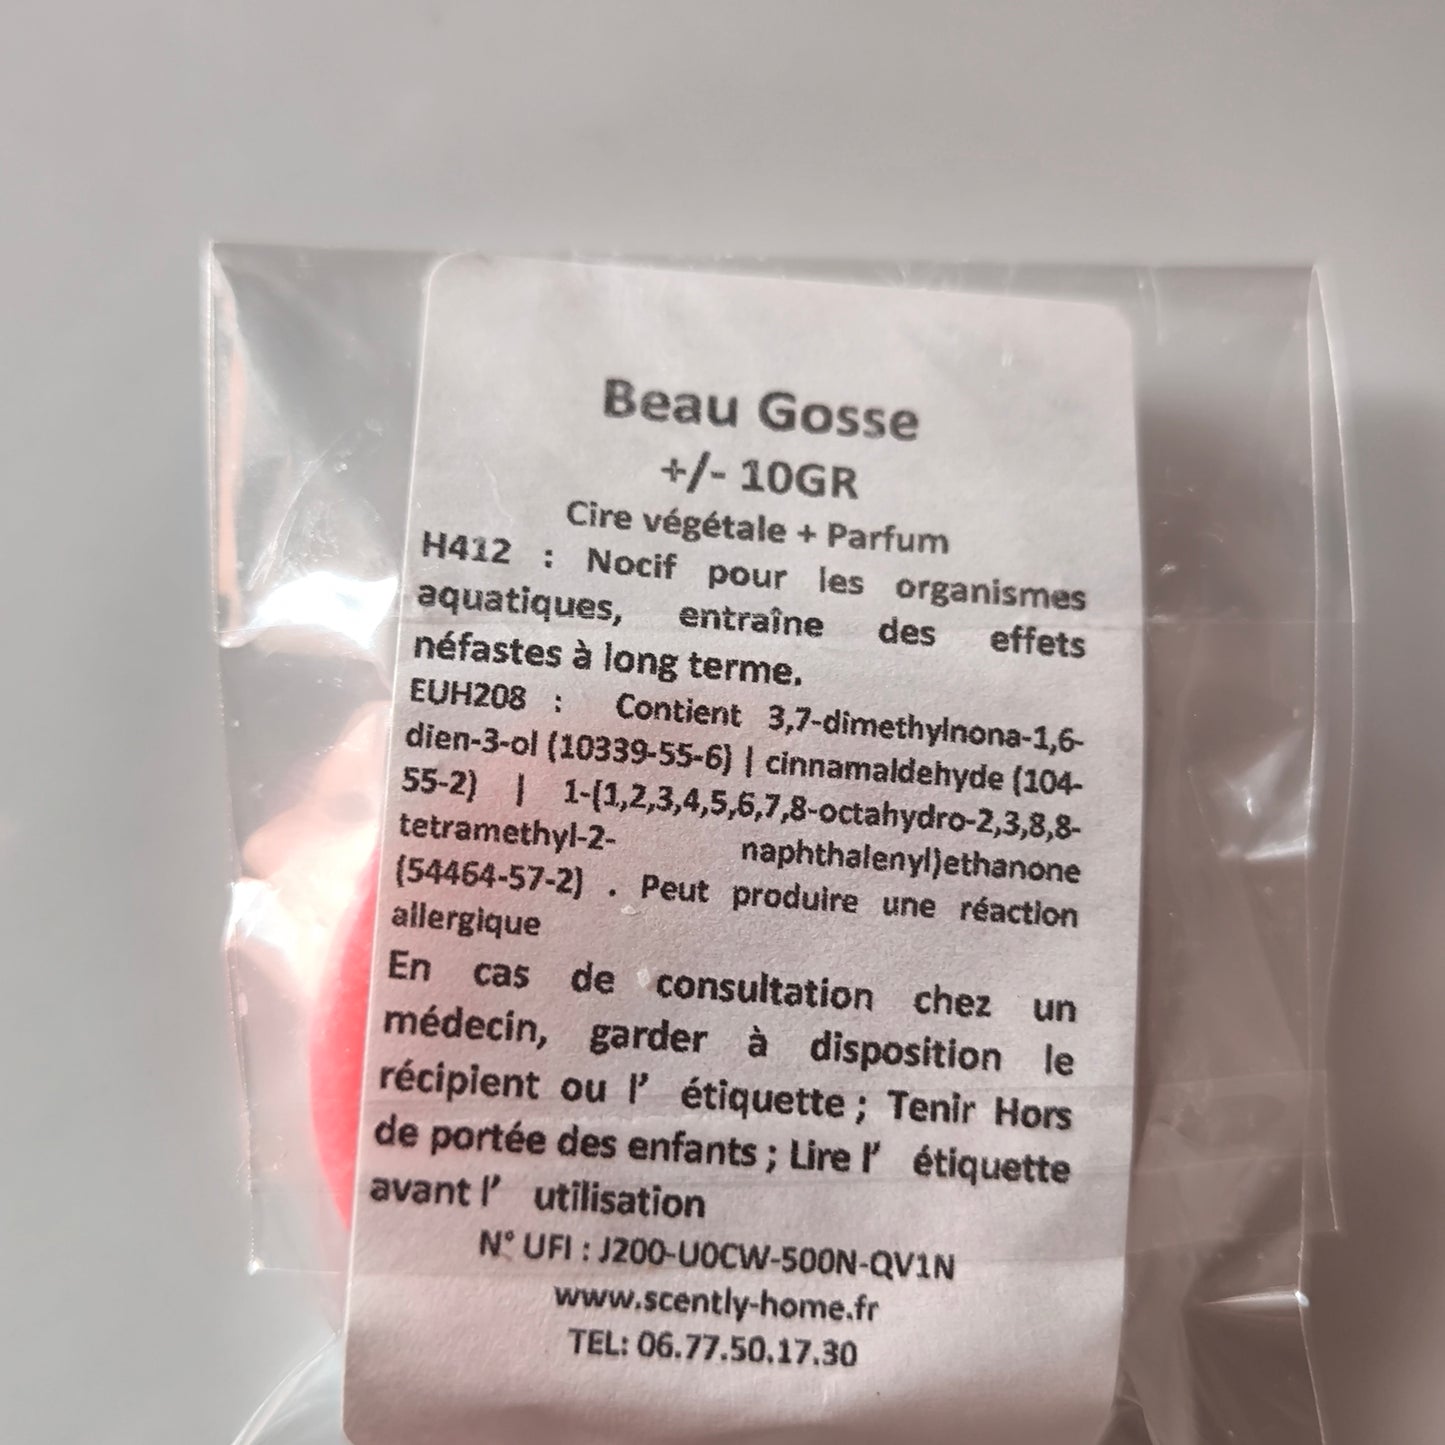 Beau Gosse
+/- 10GR
Cire végétale + Parfum
H412 : Nocif pour les organismes
aquatiques, entraîne des effets
néfastes à long terme.
EUH208 : Contient 3,7-dimethylnona-1,6-
dien-3-ol (10339-55-6) | cinnamaldehyde (104-
55-2) | 1-(1,2,3,4,5,6,7,8-octahydro-2,3,8,8-
tetramethyl-2- naphthalenyl)ethanone
(54464-57-2) . Peut produire une réaction
allergique
En cas de consultation chez un
médecin, garder à disposition le
récipient ou l’ étiquette ; Tenir Hors
de portée des enfants ; Lire l’ étiquette
avant l’ utilisation
N° UFI : J200-U0CW-500N-QV1N
www.scently-home.fr
TEL: 06.77.50.17.30